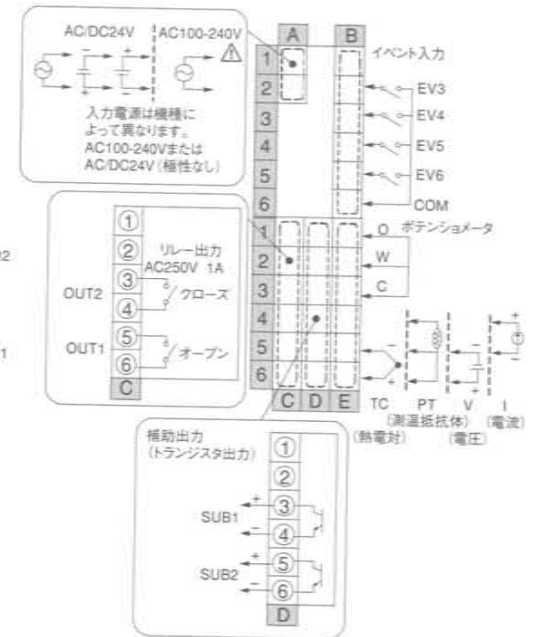 AC/DC24V
AC100-240V
− +
+ −
入力電源は機種に
よって異なります。
AC100-240Vまたは
AC/DC24V（極性なし）
A B
1
2
3
4
5
6
イベント入力
EV3
EV4
EV5
EV6
COM
1
2
3
4
5
6
C D E
ポテンショメータ
O
W
C
−
+
−
+
+
−
TC PT V I
(測温抵抗体) (電流)
(熱電対) (電圧)
①
②
③
④
⑤
⑥
C
リレー出力
AC250V 1A
OUT2
クローズ
OUT1
オープン
補助出力
(トランジスタ出力)
①
②
③
④
⑤
⑥
D
+
SUB1
−
+
SUB2
−